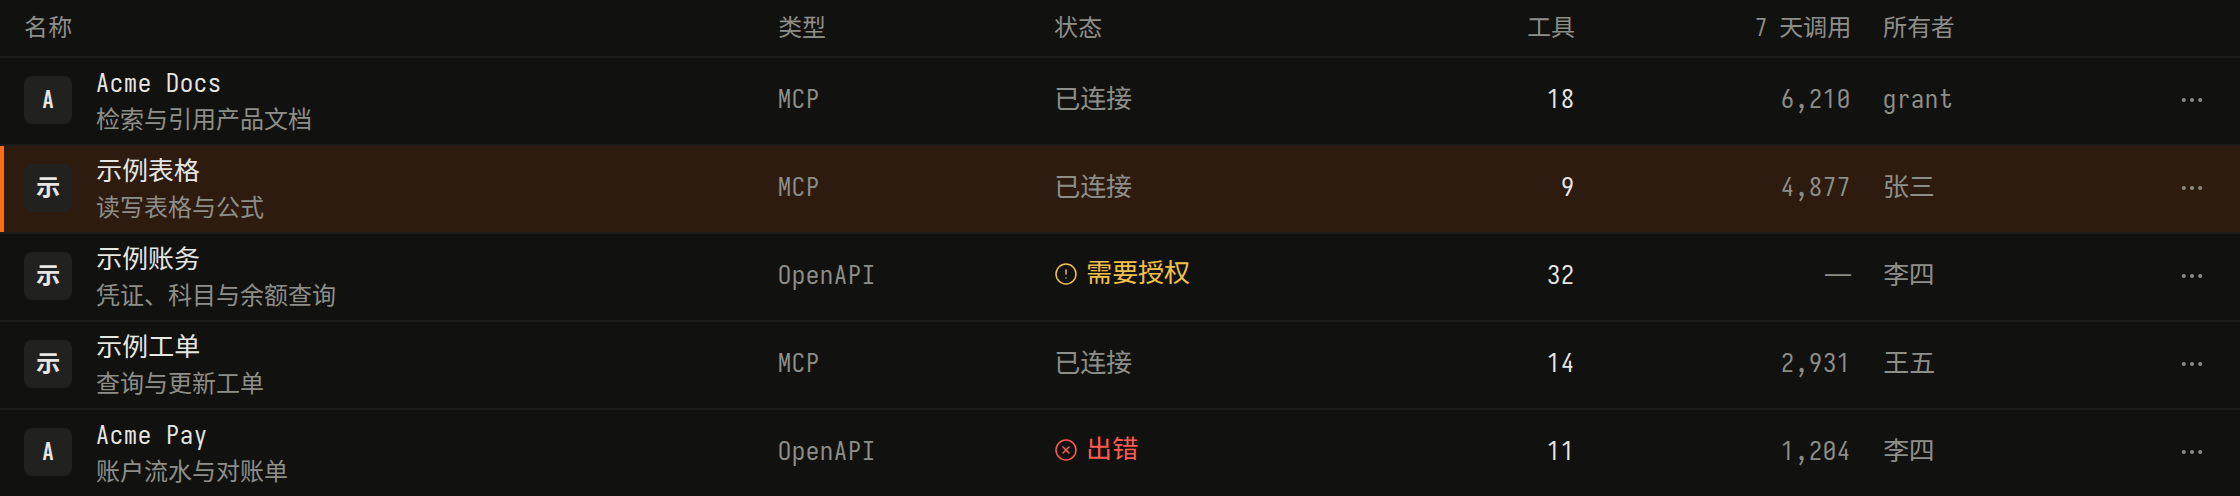 名称 类型 状态 工具 7 天调用 所有者
A Acme Docs MCP 已连接 18 6,210 grant ···
检索与引用产品文档
示 示例表格 MCP 已连接 9 4,877 张三 ···
读写表格与公式
示 示例账务 OpenAPI 需要授权 32 — 李四 ···
凭证、科目与余额查询
示 示例工单 MCP 已连接 14 2,931 王五 ···
查询与更新工单
A Acme Pay OpenAPI 出错 11 1,204 李四 ···
账户流水与对账单